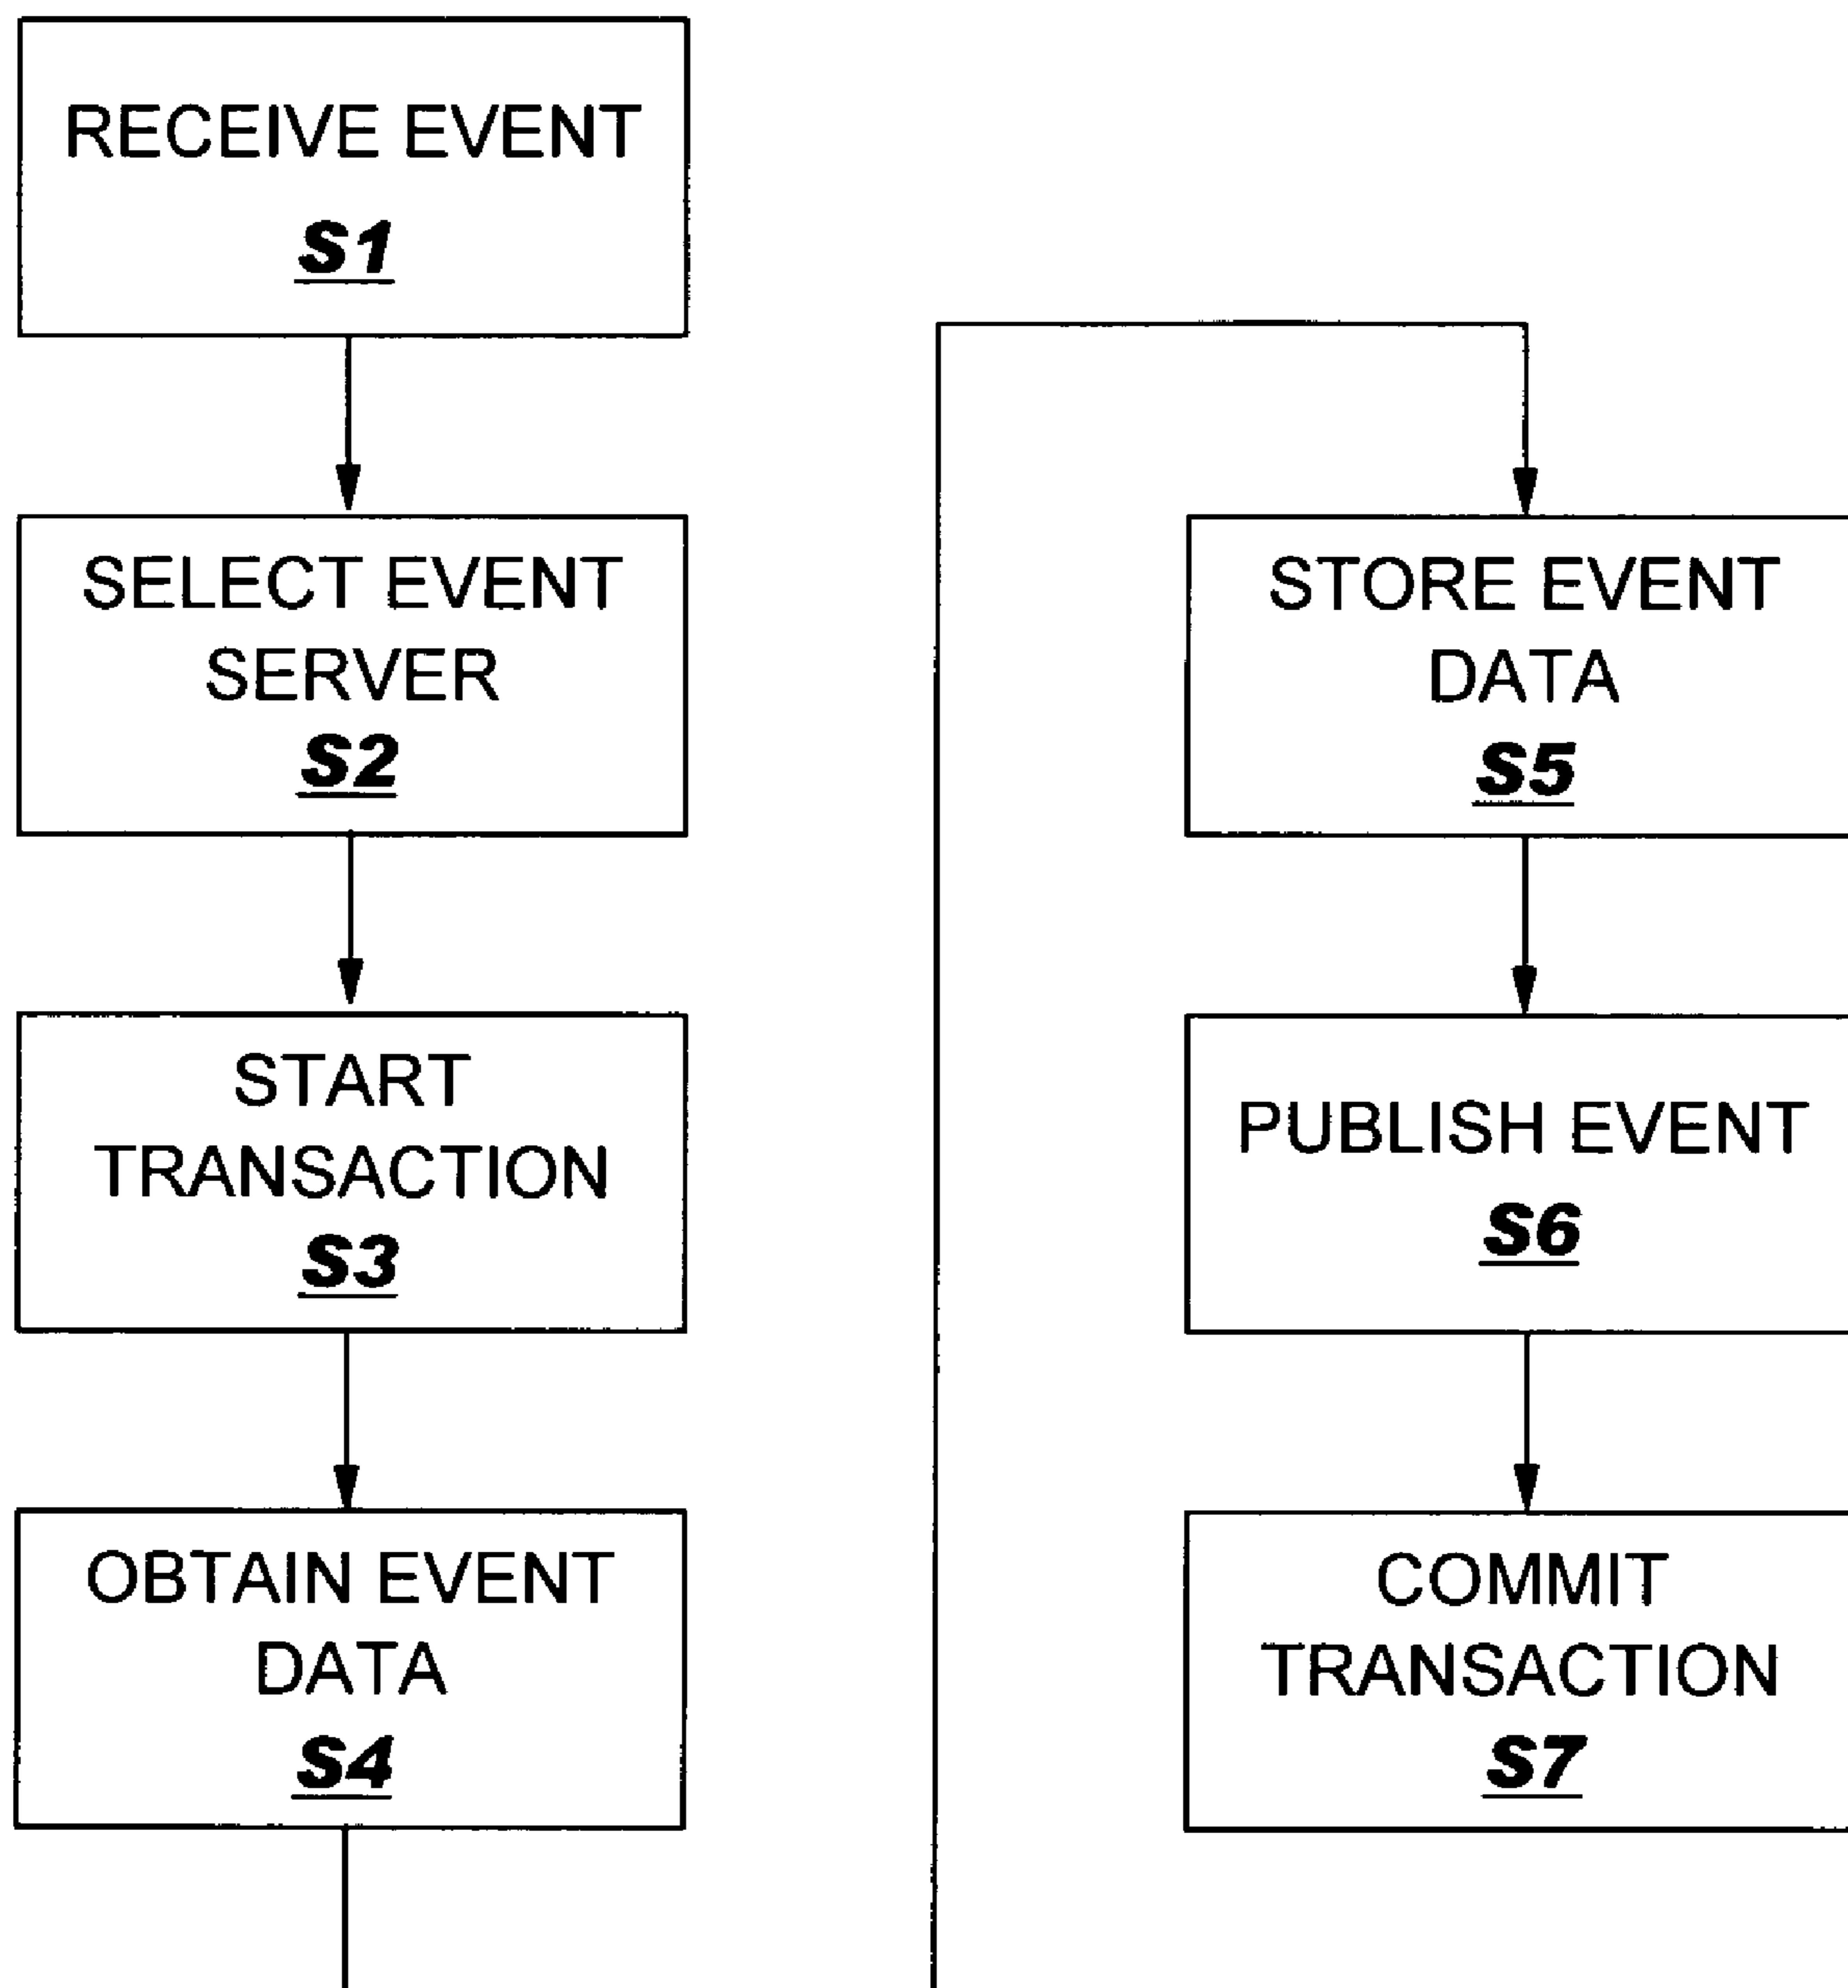 RECEIVE EVENT
S1
SELECT EVENT
SERVER
S2
START
TRANSACTION
S3
OBTAIN EVENT
DATA
S4
STORE EVENT
DATA
S5
PUBLISH EVENT
S6
COMMIT
TRANSACTION
S7